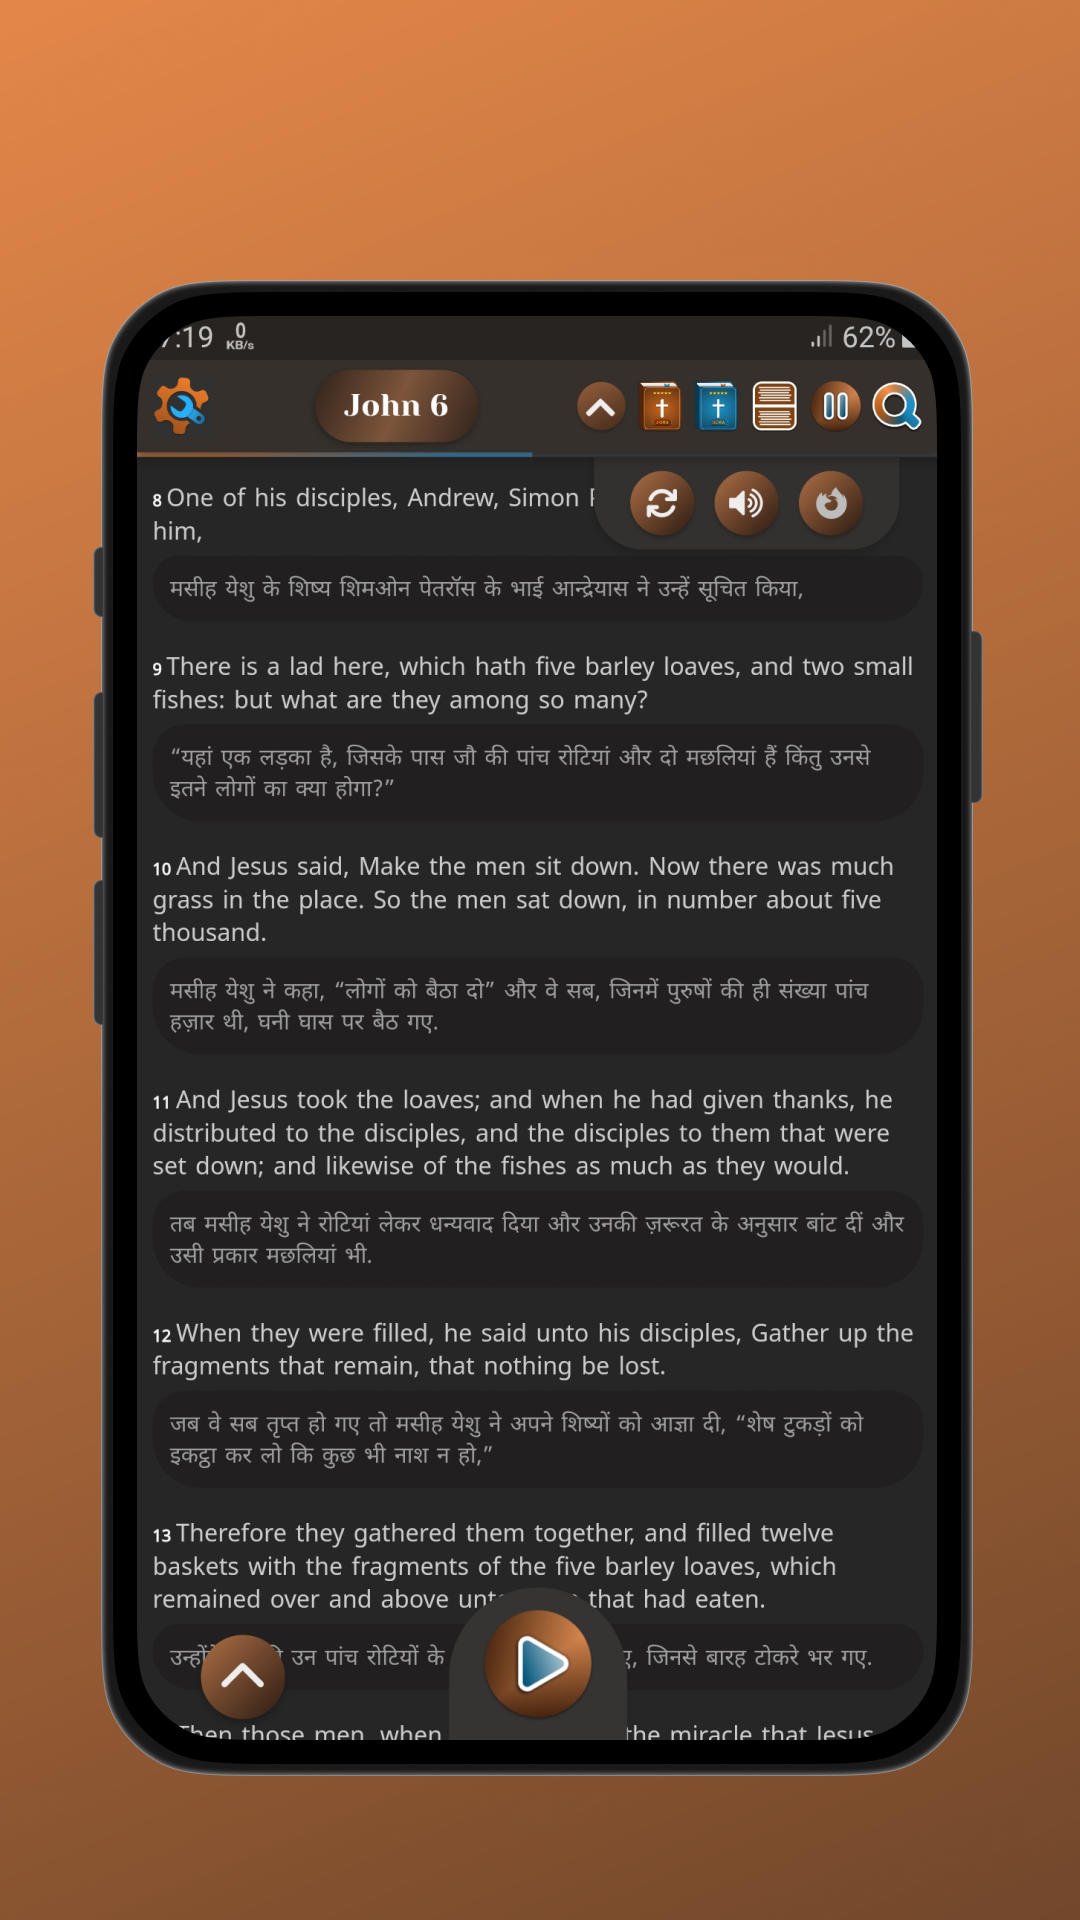 :19 0 KB/s 62%
John 6
8 One of his disciples, Andrew, Simon
him,
मसीह येशु के शिष्य शिमओन पेतरॉस के भाई आन्द्रेयास ने उन्हें सूचित किया,
9 There is a lad here, which hath five barley loaves, and two small
fishes: but what are they among so many?
“यहां एक लड़का है, जिसके पास जौ की पांच रोटियां और दो मछलियां हैं किंतु उनसे
इतने लोगों का क्या होगा?”
10 And Jesus said, Make the men sit down. Now there was much
grass in the place. So the men sat down, in number about five
thousand.
मसीह येशु ने कहा, “लोगों को बैठा दो” और वे सब, जिनमें पुरुषों की ही संख्या पांच
हज़ार थी, घनी घास पर बैठ गए.
11 And Jesus took the loaves; and when he had given thanks, he
distributed to the disciples, and the disciples to them that were
set down; and likewise of the fishes as much as they would.
तब मसीह येशु ने रोटियां लेकर धन्यवाद दिया और उनकी ज़रूरत के अनुसार बांट दीं और
उसी प्रकार मछलियां भी.
12 When they were filled, he said unto his disciples, Gather up the
fragments that remain, that nothing be lost.
जब वे सब तृप्त हो गए तो मसीह येशु ने अपने शिष्यों को आज्ञा दी, “शेष टुकड़ों को
इकट्ठा कर लो कि कुछ भी नाश न हो,”
13 Therefore they gathered them together, and filled twelve
baskets with the fragments of the five barley loaves, which
remained over and above that had eaten.
उन पांच रोटियों के जिनसे बारह टोकरे भर गए.
Then those men, when the miracle that Jesus